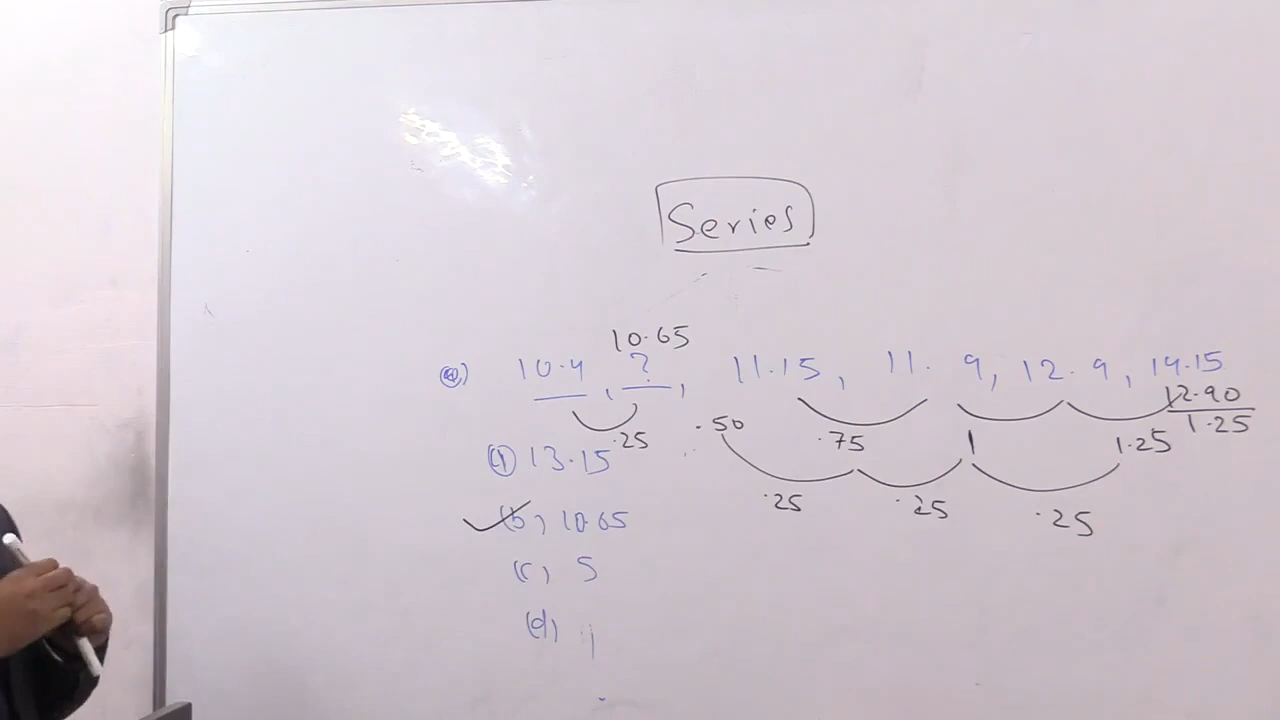 Series
10.65
(Q) 10.4, ?, 11.15, 11.9, 12.9, 14.15
12.90
1.25
.25 .50 .75 1 1.25
(a) 13.15
.25 .25 .25
(b) 10.65
(c) 5
(d) 1